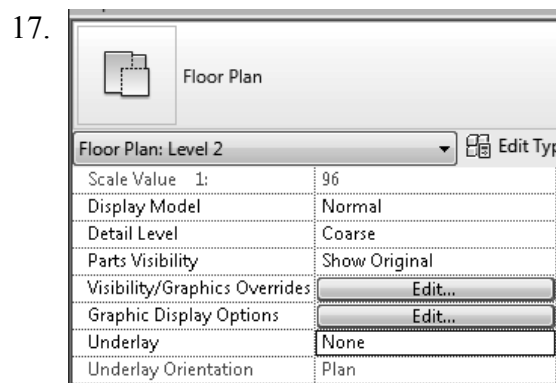 17.
Floor Plan
Floor Plan: Level 2 Edit Typ
Scale Value 1: 96
Display Model Normal
Detail Level Coarse
Parts Visibility Show Original
Visibility/Graphics Overrides Edit...
Graphic Display Options Edit...
Underlay None
Underlay Orientation Plan